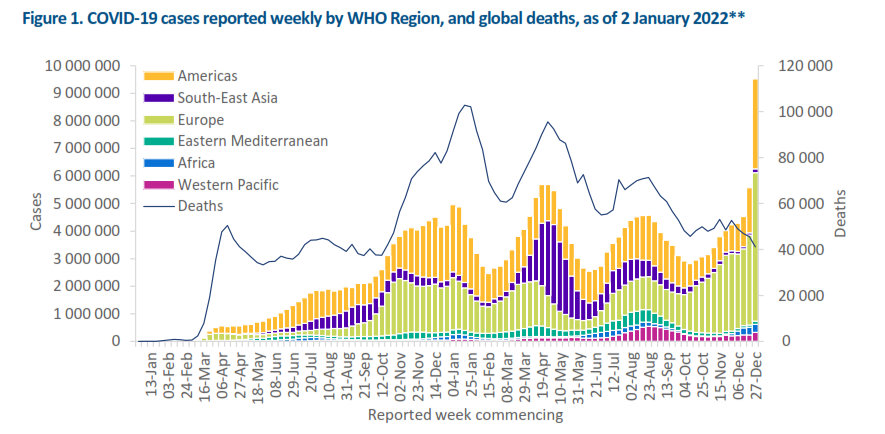 Figure 1. COVID-19 cases reported weekly by WHO Region, and global deaths, as of 2 January 2022**
10 000 000
9 000 000
8 000 000
7 000 000
6 000 000
5 000 000
4 000 000
3 000 000
2 000 000
1 000 000
0
Cases
Americas
South-East Asia
Europe
Eastern Mediterranean
Africa
Western Pacific
Deaths
120 000
100 000
80 000
60 000
40 000
20 000
0
Deaths
13-Jan
03-Feb
24-Feb
16-Mar
06-Apr
27-Apr
18-May
08-Jun
29-Jun
20-Jul
10-Aug
31-Aug
21-Sep
12-Oct
02-Nov
23-Nov
14-Dec
04-Jan
25-Jan
15-Feb
08-Mar
29-Mar
19-Apr
10-May
31-May
21-Jun
12-Jul
02-Aug
23-Aug
13-Sep
04-Oct
25-Oct
15-Nov
06-Dec
27-Dec
Reported week commencing